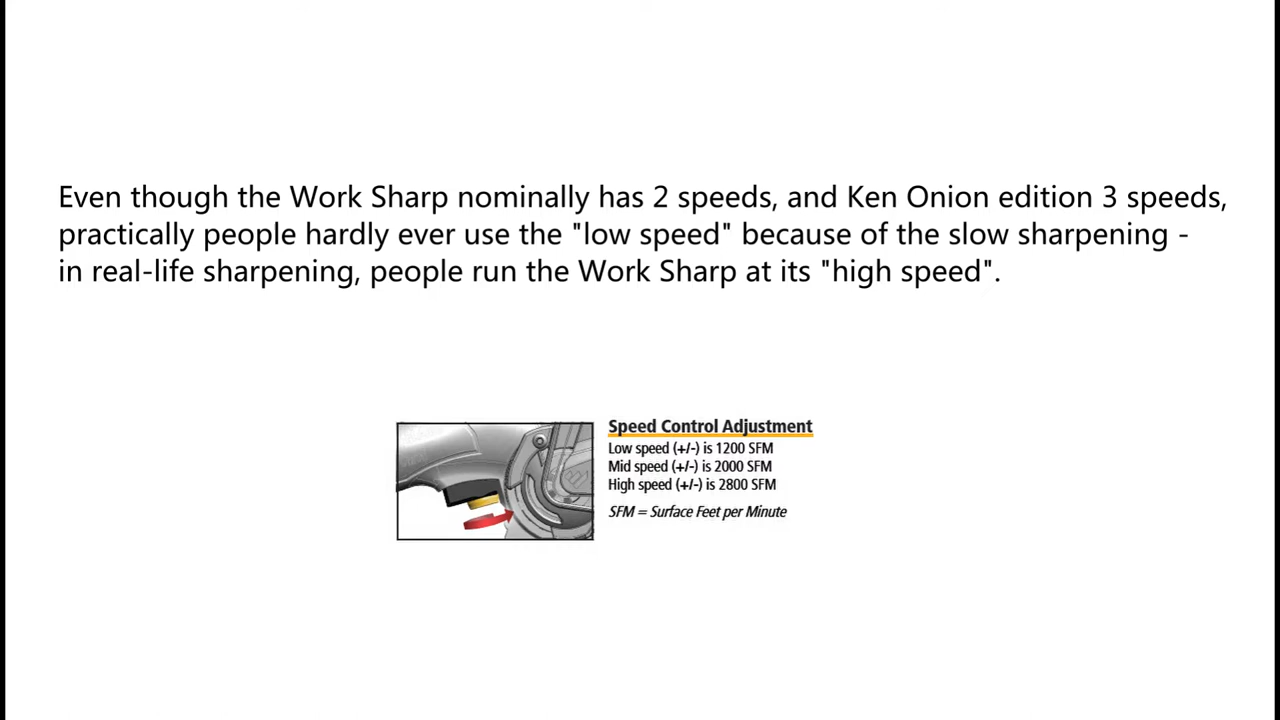 Even though the Work Sharp nominally has 2 speeds, and Ken Onion edition 3 speeds,
practically people hardly ever use the "low speed" because of the slow sharpening -
in real-life sharpening, people run the Work Sharp at its "high speed".
Speed Control Adjustment
Low speed (+/-) is 1200 SFM
Mid speed (+/-) is 2000 SFM
High speed (+/-) is 2800 SFM
SFM = Surface Feet per Minute